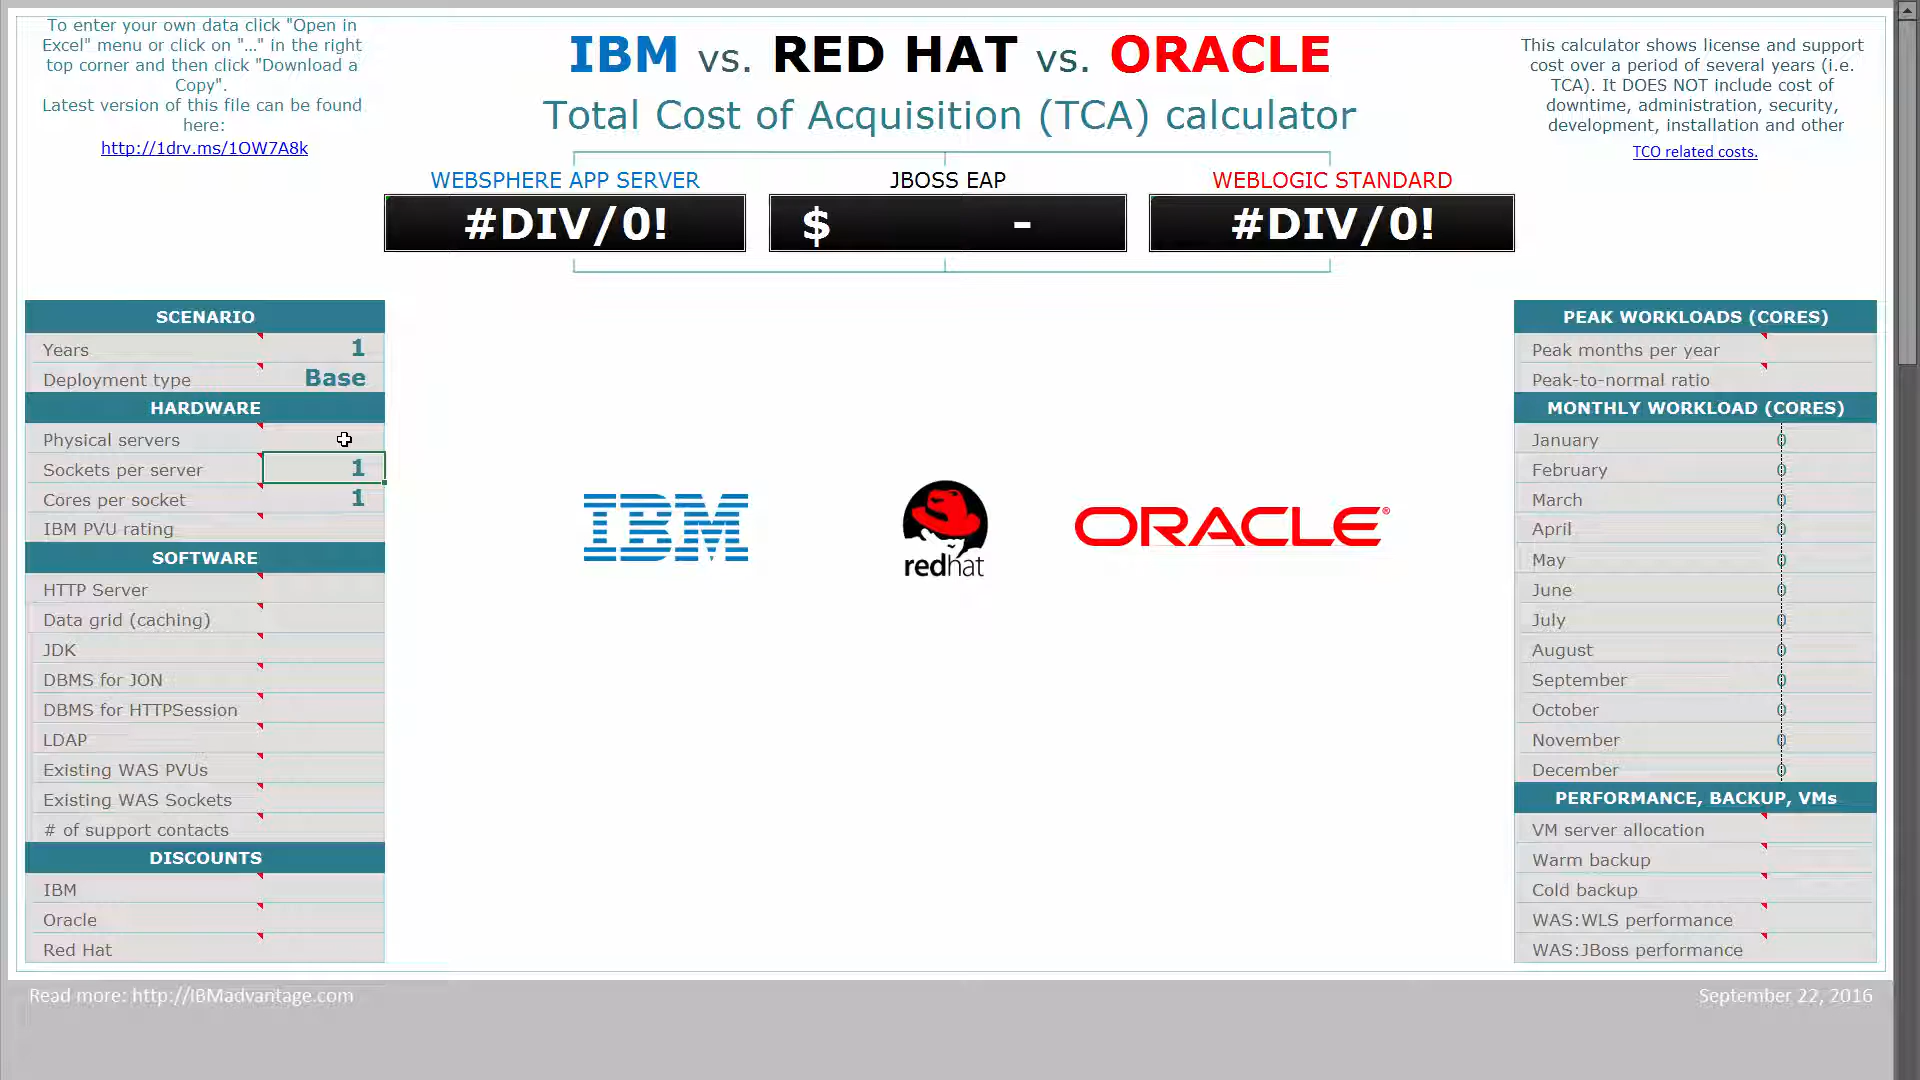 To enter your own data click "Open in
Excel" menu or click on "..." in the right
top corner and then click "Download a
Copy".
Latest version of this file can be found
here:
http://1drv.ms/1OW7A8k
IBM vs. RED HAT vs. ORACLE
Total Cost of Acquisition (TCA) calculator
This calculator shows license and support
cost over a period of several years (i.e.
TCA). It DOES NOT include cost of
downtime, administration, security,
development, installation and other
TCO related costs.
WEBSPHERE APP SERVER
#DIV/0!
JBOSS EAP
$ -
WEBLOGIC STANDARD
#DIV/0!
SCENARIO
Years 1
Deployment type Base
HARDWARE
Physical servers
Sockets per server 1
Cores per socket 1
IBM PVU rating
SOFTWARE
HTTP Server
Data grid (caching)
JDK
DBMS for JON
DBMS for HTTPSession
LDAP
Existing WAS PVUs
Existing WAS Sockets
# of support contacts
DISCOUNTS
IBM
Oracle
Red Hat
IBM
redhat
ORACLE®
PEAK WORKLOADS (CORES)
Peak months per year
Peak-to-normal ratio
MONTHLY WORKLOAD (CORES)
January 0
February 0
March 0
April 0
May 0
June 0
July 0
August 0
September 0
October 0
November 0
December 0
PERFORMANCE, BACKUP, VMs
VM server allocation
Warm backup
Cold backup
WAS:WLS performance
WAS:JBoss performance
Read more: http://IBMadvantage.com
September 22, 2016